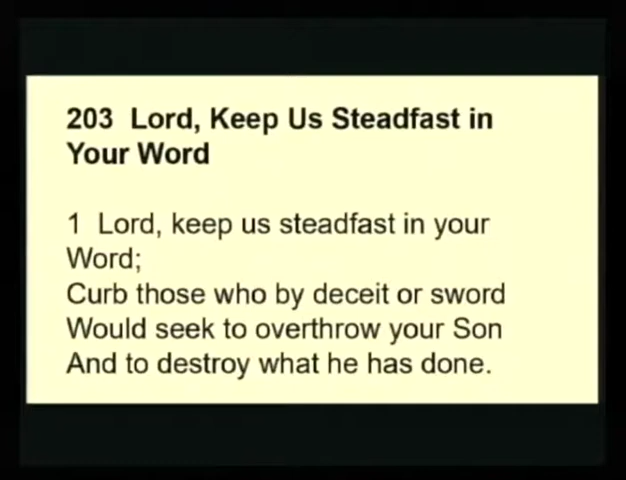 203 Lord, Keep Us Steadfast in
Your Word
1 Lord, keep us steadfast in your
Word;
Curb those who by deceit or sword
Would seek to overthrow your Son
And to destroy what he has done.